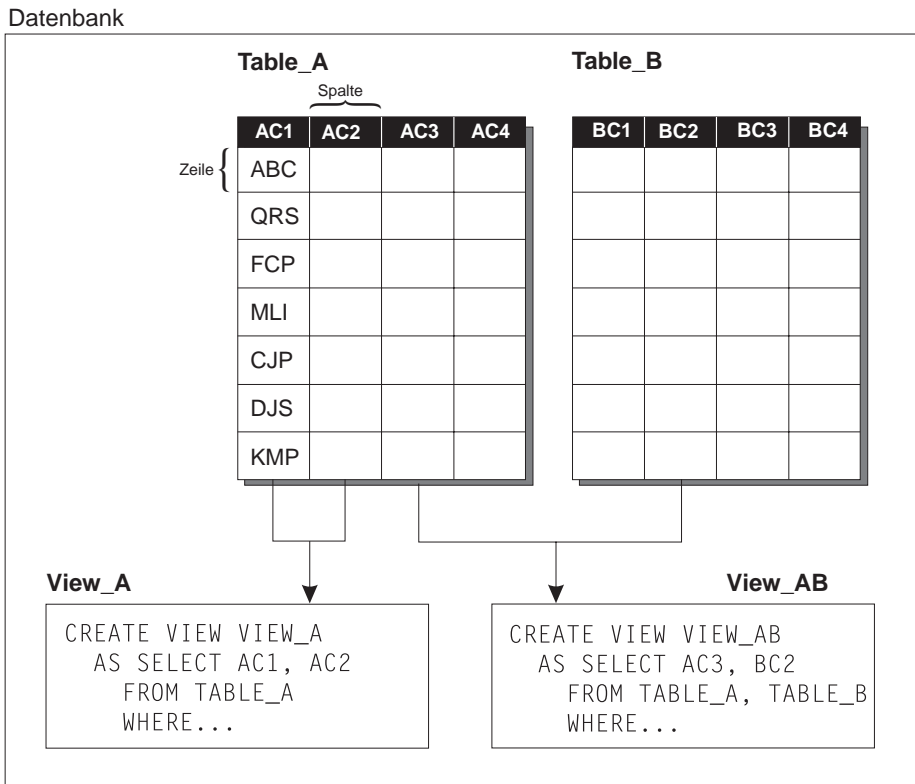 Datenbank
Table_A
Table_B
Spalte
AC1 AC2 AC3 AC4
BC1 BC2 BC3 BC4
Zeile
ABC
QRS
FCP
MLI
CJP
DJS
KMP
View_A
CREATE VIEW VIEW_A
AS SELECT AC1, AC2
FROM TABLE_A
WHERE...
View_AB
CREATE VIEW VIEW_AB
AS SELECT AC3, BC2
FROM TABLE_A, TABLE_B
WHERE...